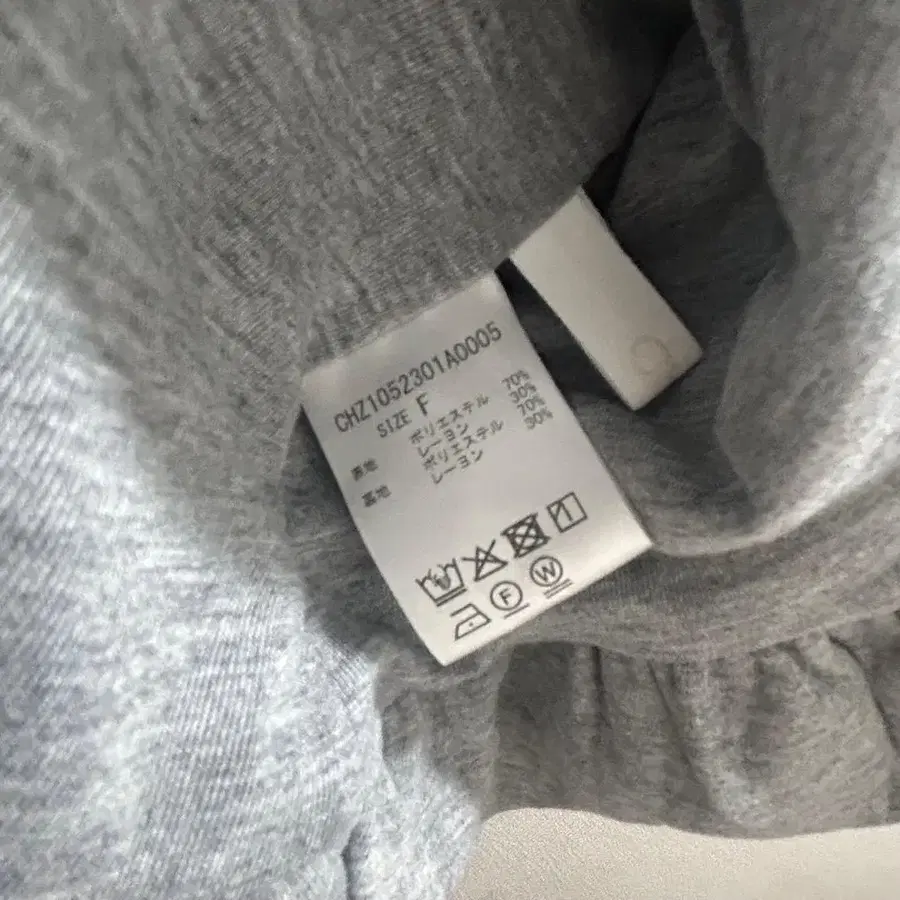 CHZ1052301A0005
SIZE F
ポリエステル 70%
表地 レーヨン 30%
ポリエステル 70%
裏地 レーヨン 30%
F W